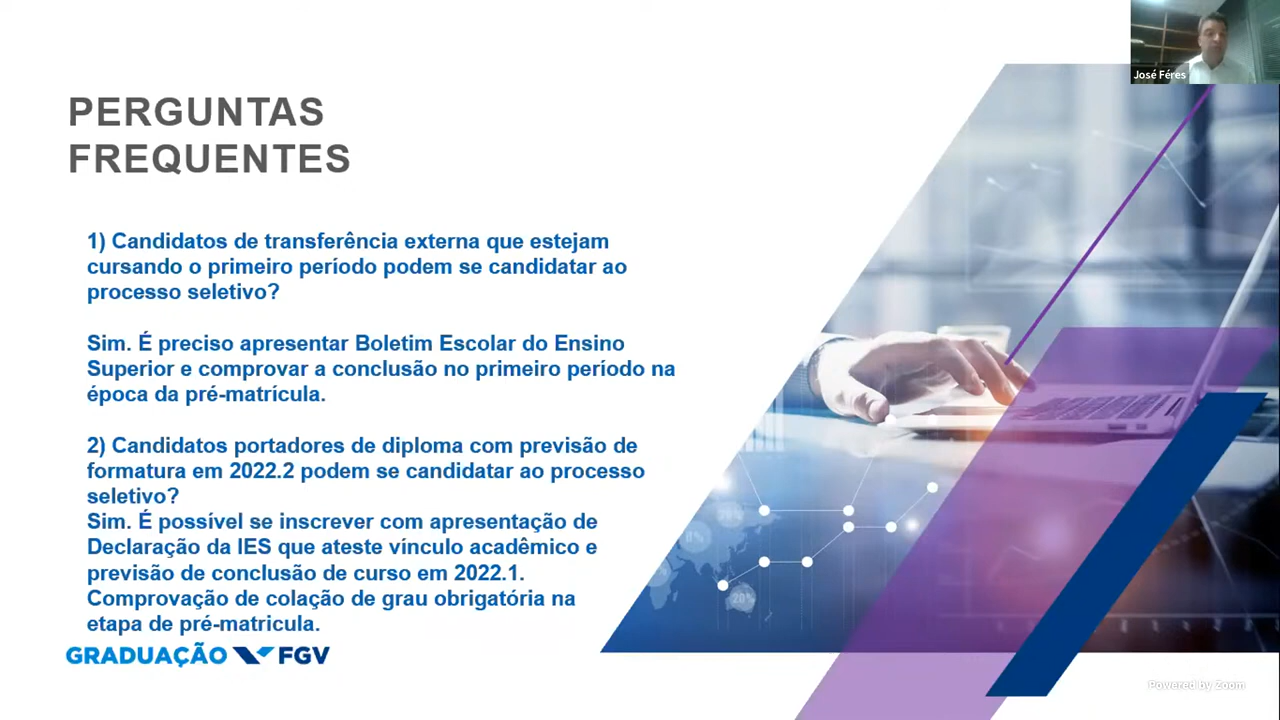 José Féres
PERGUNTAS
FREQUENTES
1) Candidatos de transferência externa que estejam
cursando o primeiro período podem se candidatar ao
processo seletivo?
Sim. É preciso apresentar Boletim Escolar do Ensino
Superior e comprovar a conclusão no primeiro período na
época da pré-matrícula.
2) Candidatos portadores de diploma com previsão de
formatura em 2022.2 podem se candidatar ao processo
seletivo?
Sim. É possível se inscrever com apresentação de
Declaração da IES que ateste vínculo acadêmico e
previsão de conclusão de curso em 2022.1.
Comprovação de colação de grau obrigatória na
etapa de pré-matricula.
GRADUAÇÃO FGV
Powered by Zoom